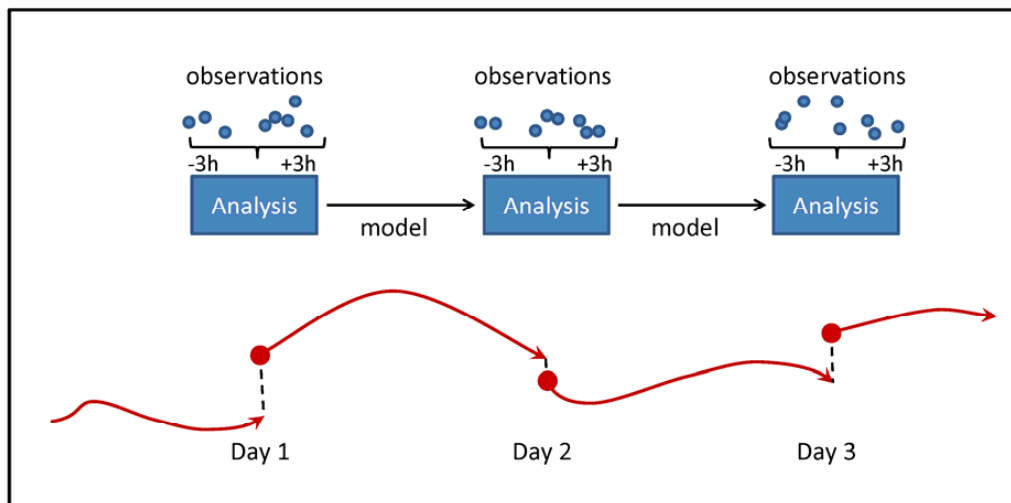 observations observations observations
-3h +3h -3h +3h -3h +3h
Analysis Analysis Analysis
model model
Day 1 Day 2 Day 3